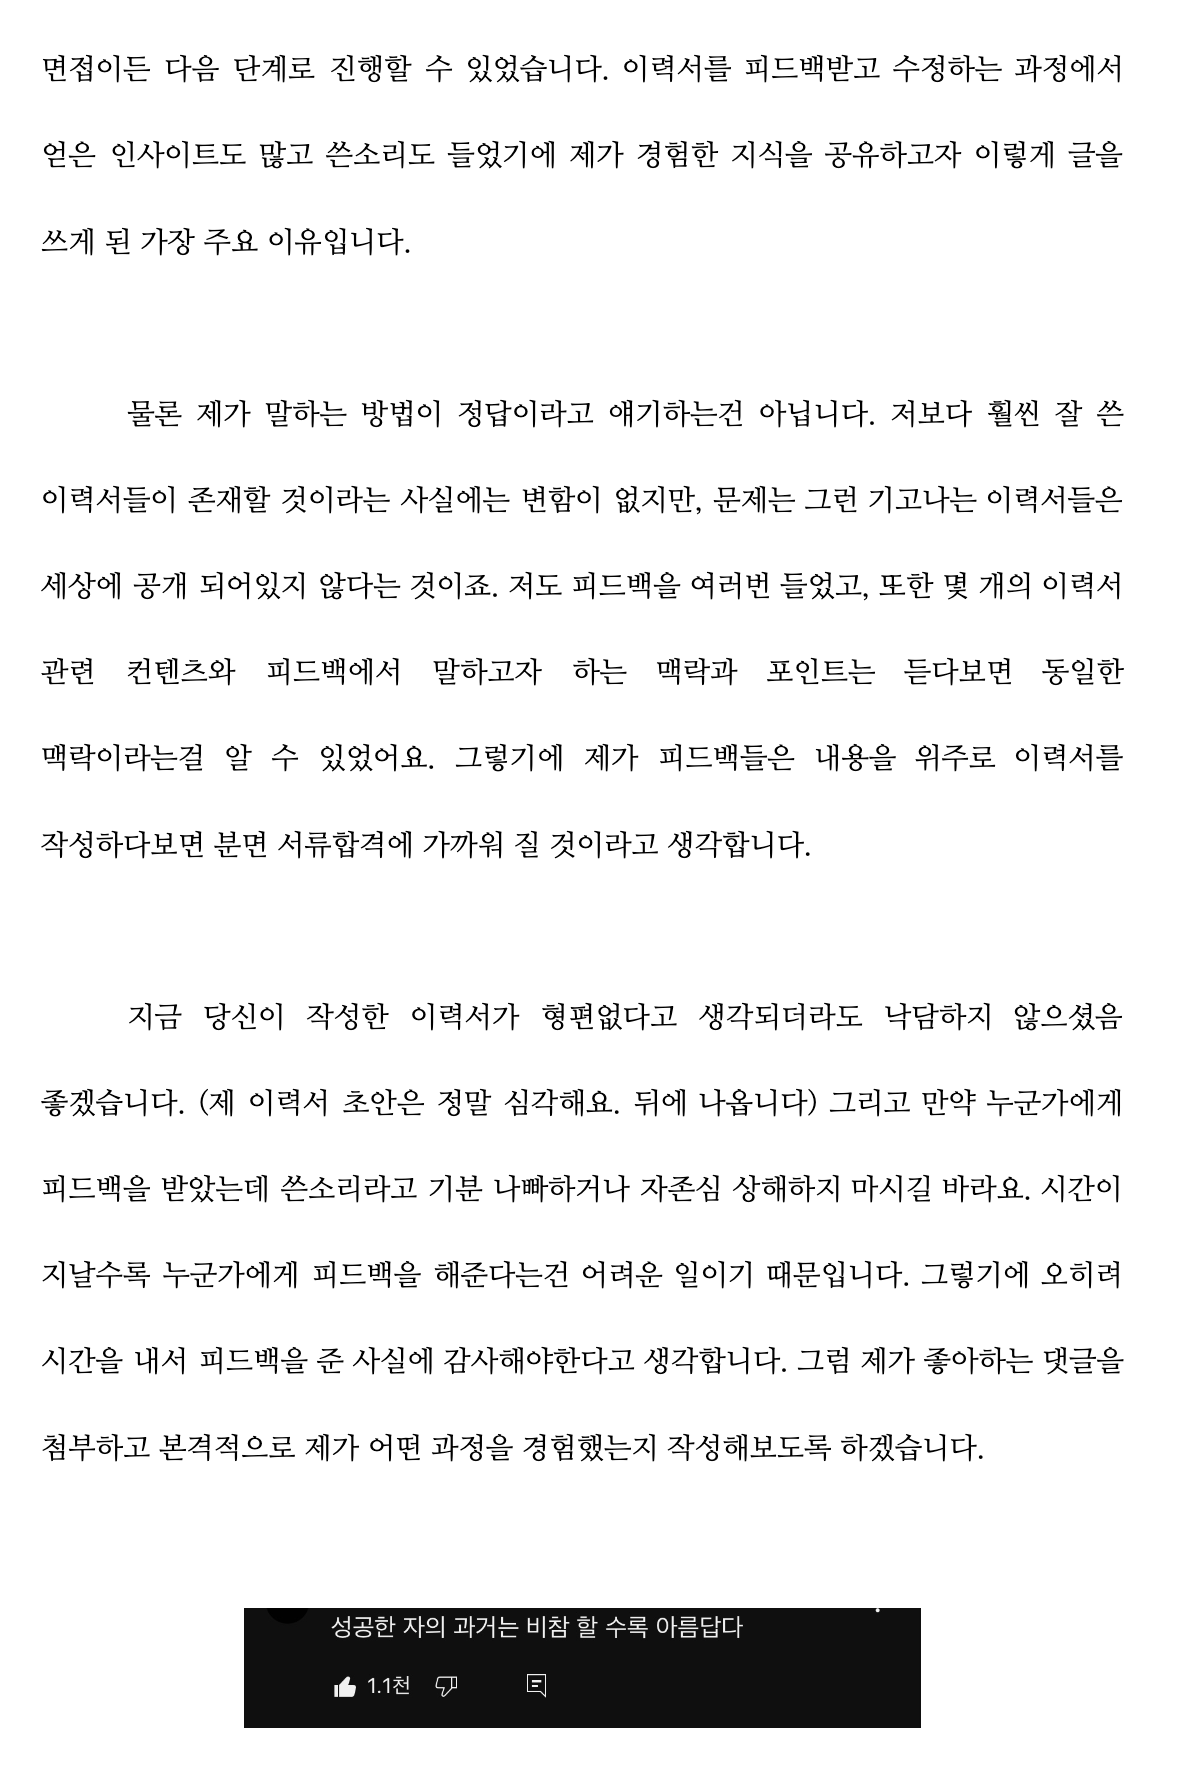 면접이든 다음 단계로 진행할 수 있었습니다. 이력서를 피드백받고 수정하는 과정에서
얻은 인사이트도 많고 쓴소리도 들었기에 제가 경험한 지식을 공유하고자 이렇게 글을
쓰게 된 가장 주요 이유입니다.
물론 제가 말하는 방법이 정답이라고 얘기하는건 아닙니다. 저보다 훨씬 잘 쓴
이력서들이 존재할 것이라는 사실에는 변함이 없지만, 문제는 그런 기고나는 이력서들은
세상에 공개 되어있지 않다는 것이죠. 저도 피드백을 여러번 들었고, 또한 몇 개의 이력서
관련 컨텐츠와 피드백에서 말하고자 하는 맥락과 포인트는 듣다보면 동일한
맥락이라는걸 알 수 있었어요. 그렇기에 제가 피드백들은 내용을 위주로 이력서를
작성하다보면 분면 서류합격에 가까워 질 것이라고 생각합니다.
지금 당신이 작성한 이력서가 형편없다고 생각되더라도 낙담하지 않으셨음
좋겠습니다. (제 이력서 초안은 정말 심각해요. 뒤에 나옵니다) 그리고 만약 누군가에게
피드백을 받았는데 쓴소리라고 기분 나빠하거나 자존심 상해하지 마시길 바라요. 시간이
지날수록 누군가에게 피드백을 해준다는건 어려운 일이기 때문입니다. 그렇기에 오히려
시간을 내서 피드백을 준 사실에 감사해야한다고 생각합니다. 그럼 제가 좋아하는 댓글을
첨부하고 본격적으로 제가 어떤 과정을 경험했는지 작성해보도록 하겠습니다.
성공한 자의 과거는 비참 할 수록 아름답다
1.1천